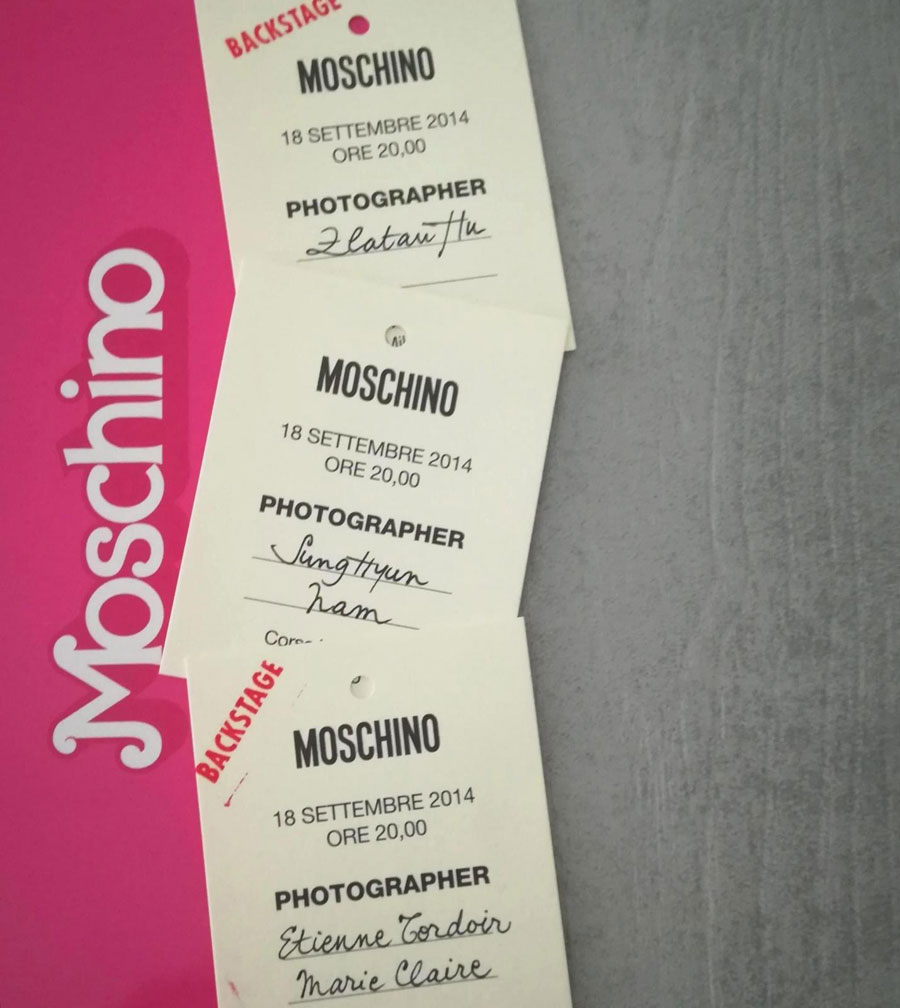 Moschino
BACKSTAGE
MOSCHINO
18 SETTEMBRE 2014
ORE 20,00
PHOTOGRAPHER
Zlatan Hu
MOSCHINO
18 SETTEMBRE 2014
ORE 20,00
PHOTOGRAPHER
SungHyun
Nam
BACKSTAGE
MOSCHINO
18 SETTEMBRE 2014
ORE 20,00
PHOTOGRAPHER
Etienne Tordoir
Marie Claire